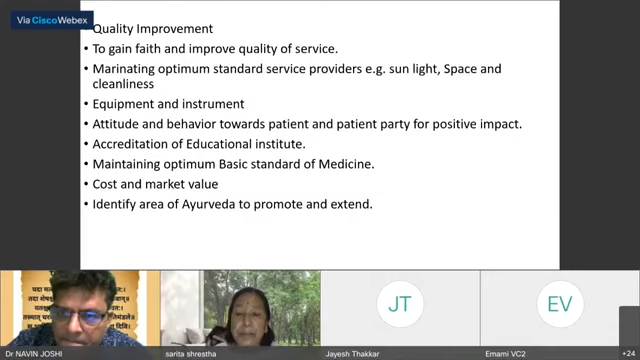 Via Cisco Webex
• Quality Improvement
• To gain faith and improve quality of service.
• Marinating optimum standard service providers e.g. sun light, Space and
cleanliness
• Equipment and instrument
• Attitude and behavior towards patient and patient party for positive impact.
• Accreditation of Educational institute.
• Maintaining optimum Basic standard of Medicine.
• Cost and market value
• Identify area of Ayurveda to promote and extend.
JT
EV
Dr NAVIN JOSHI
sarita shrestha
Jayesh Thakkar
Emami VC2
+24